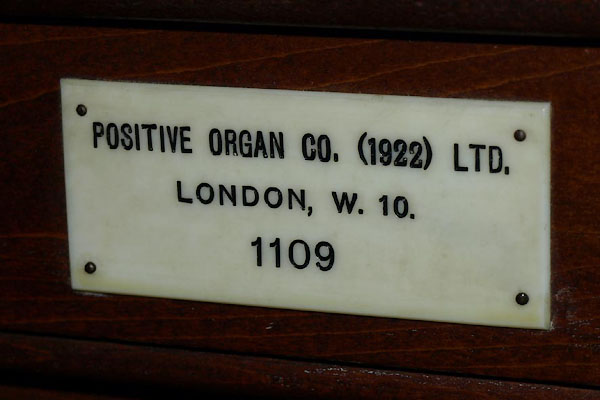 POSITIVE ORGAN CO. (1922) LTD.
LONDON, W. 10.
1109